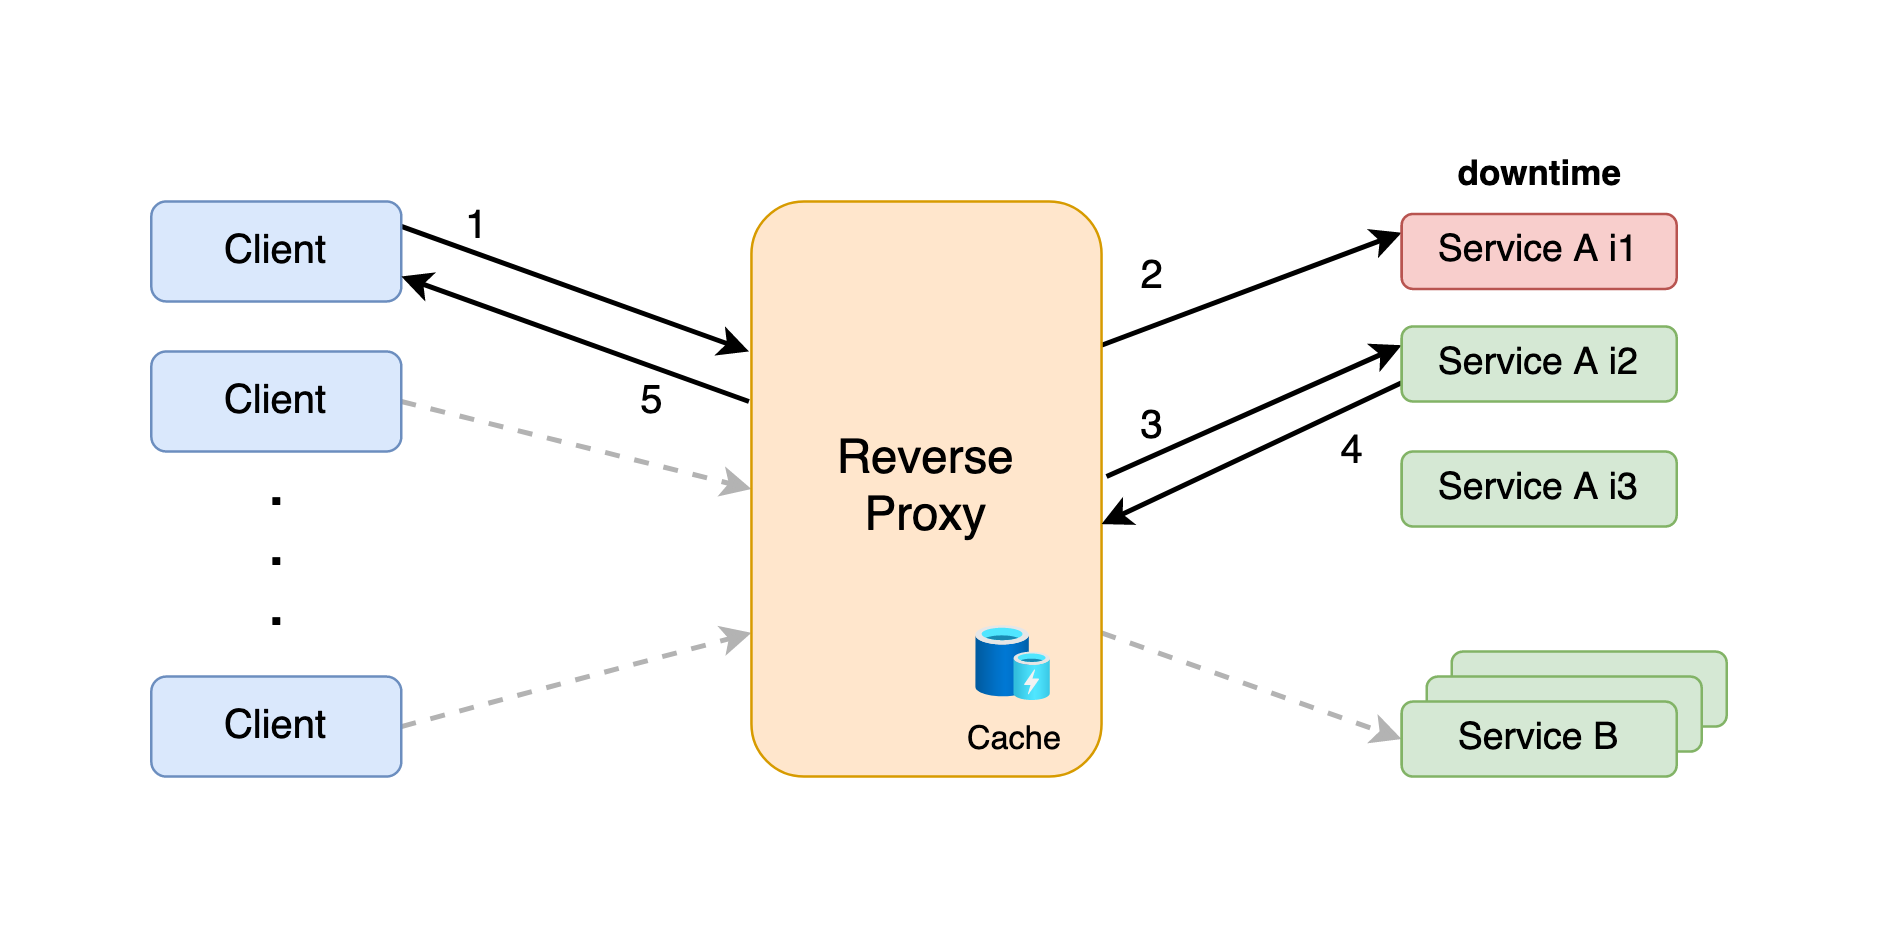 downtime
Client
1
2
Service A i1
Service A i2
Client
5
3
4
Reverse
Proxy
Service A i3
Client
Cache
Service B